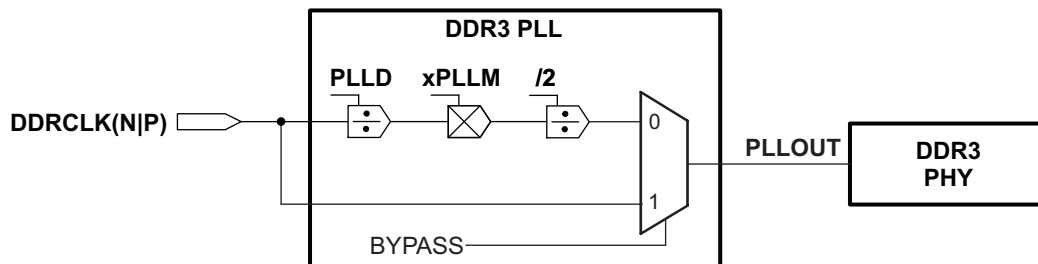 DDR3 PLL
PLLD
xPLLM
/2
DDRCLK(N|P)
0
PLLOUT
DDR3
PHY
1
BYPASS